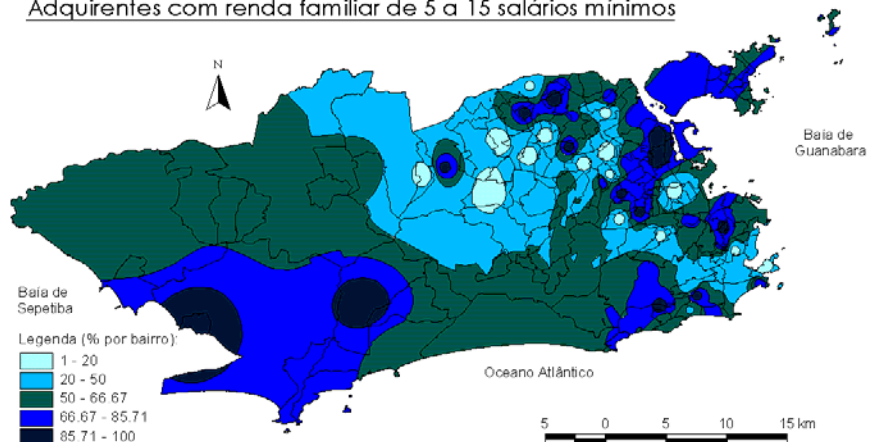 Adquirentes com renda familiar de 5 a 15 salários mínimos
N
Baía de
Guanabara
Baía de
Sepetiba
Legenda (% por bairro):
1 - 20
20 - 50
50 - 66.67
66.67 - 85.71
85.71 - 100
Oceano Atlântico
5 0 5 10 15 km